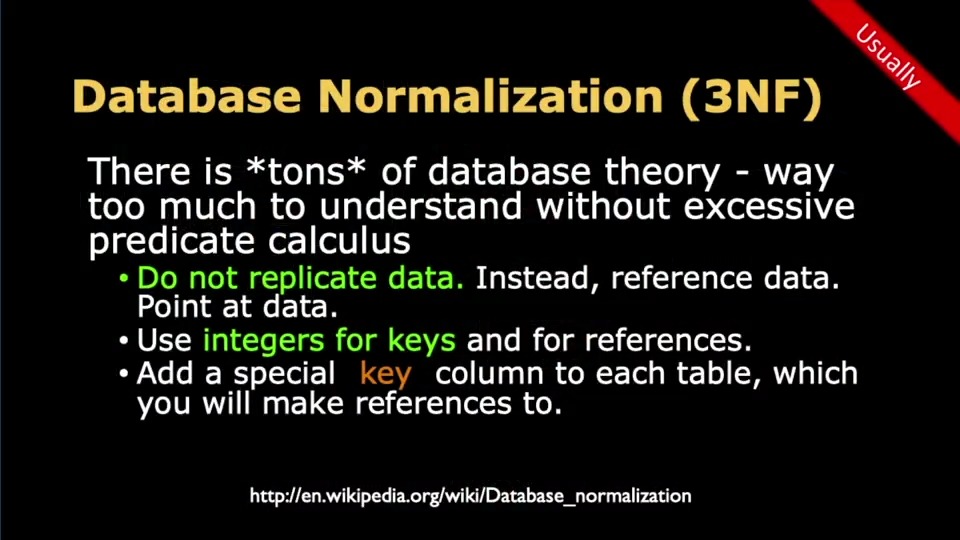 Usually
Database Normalization (3NF)
There is *tons* of database theory - way
too much to understand without excessive
predicate calculus
• Do not replicate data. Instead, reference data.
Point at data.
• Use integers for keys and for references.
• Add a special key column to each table, which
you will make references to.
http://en.wikipedia.org/wiki/Database_normalization